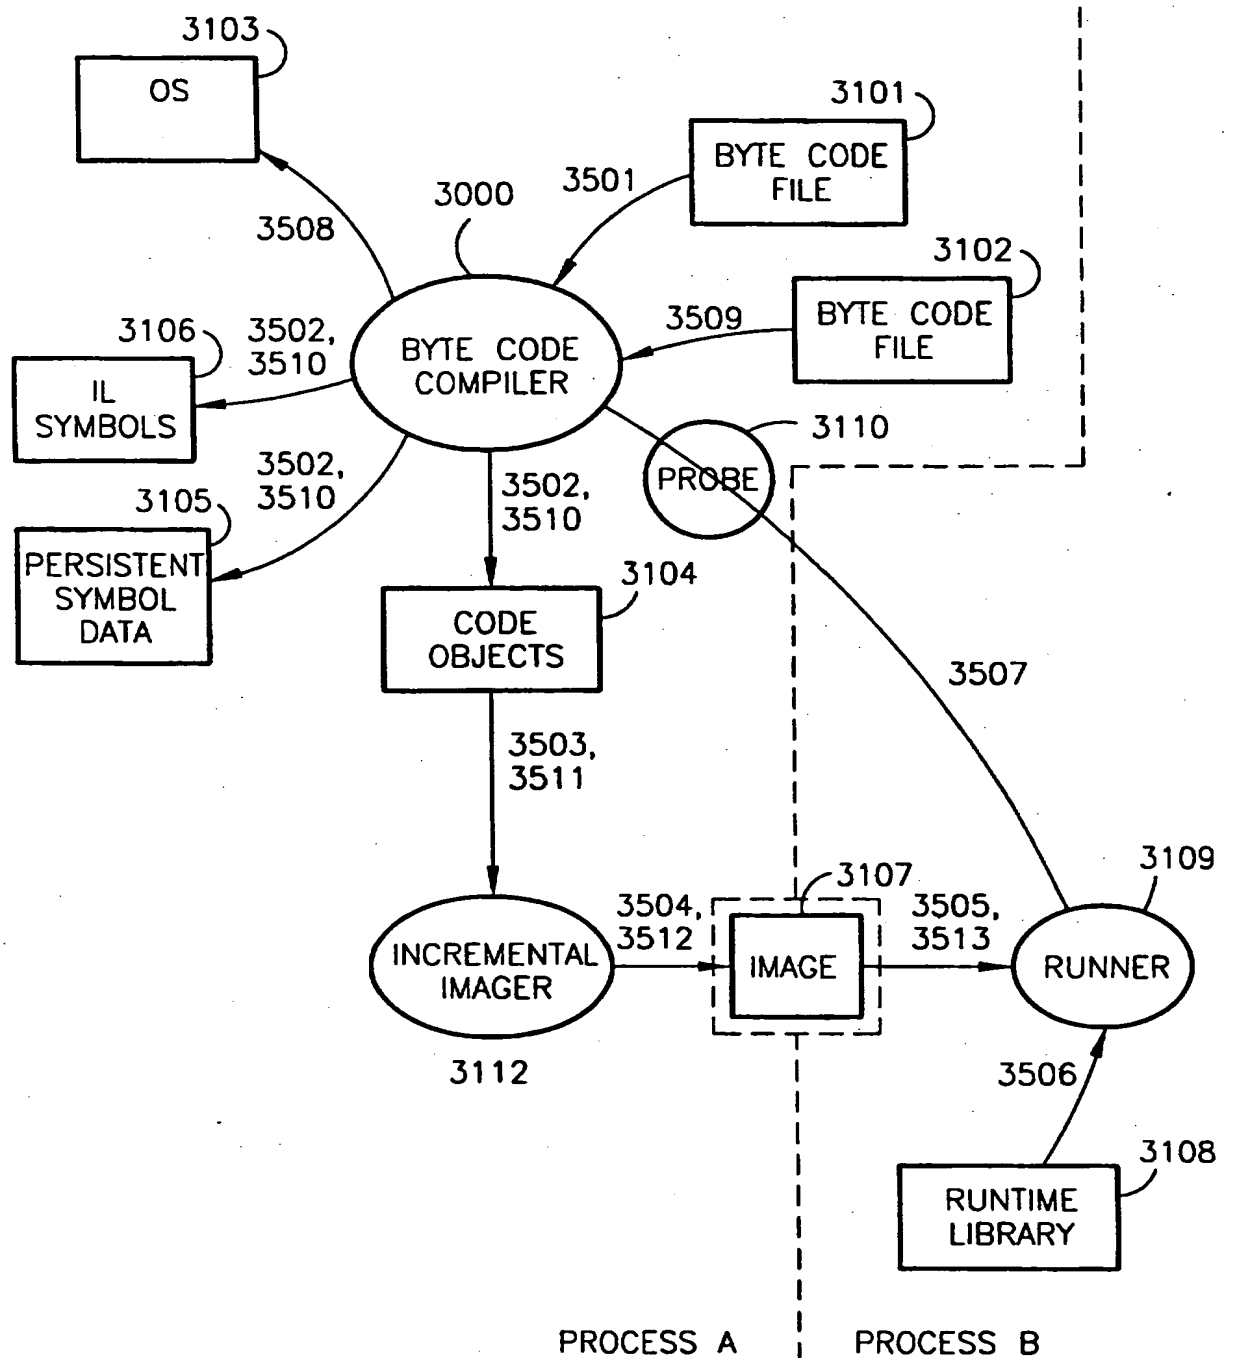 3103
OS
3101
BYTE CODE
FILE
3501
3000
3508
3102
BYTE CODE
FILE
3509
3106
3502,
3510
BYTE CODE
COMPILER
IL
SYMBOLS
3110
PROBE
3502,
3510
3105
3502,
3510
PERSISTENT
SYMBOL
DATA
3104
CODE
OBJECTS
3507
3503,
3511
3109
3107
3504,
3512
3505,
3513
INCREMENTAL
IMAGER
IMAGE
RUNNER
3112
3506
3108
RUNTIME
LIBRARY
PROCESS A
PROCESS B